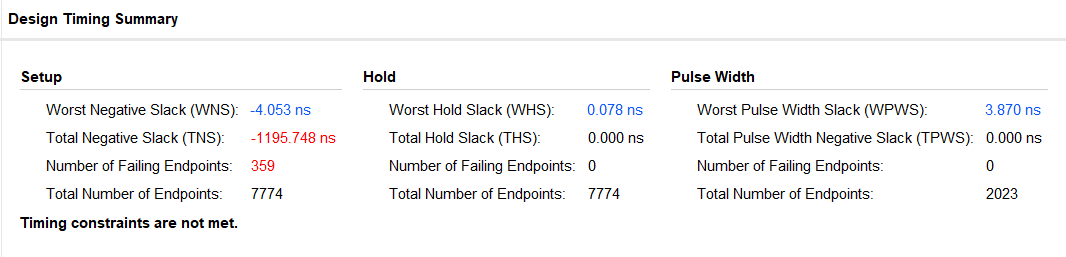 Design Timing Summary
Setup Hold Pulse Width
Worst Negative Slack (WNS): -4.053 ns Worst Hold Slack (WHS): 0.078 ns Worst Pulse Width Slack (WPWS): 3.870 ns
Total Negative Slack (TNS): -1195.748 ns Total Hold Slack (THS): 0.000 ns Total Pulse Width Negative Slack (TPWS): 0.000 ns
Number of Failing Endpoints: 359 Number of Failing Endpoints: 0 Number of Failing Endpoints: 0
Total Number of Endpoints: 7774 Total Number of Endpoints: 7774 Total Number of Endpoints: 2023
Timing constraints are not met.